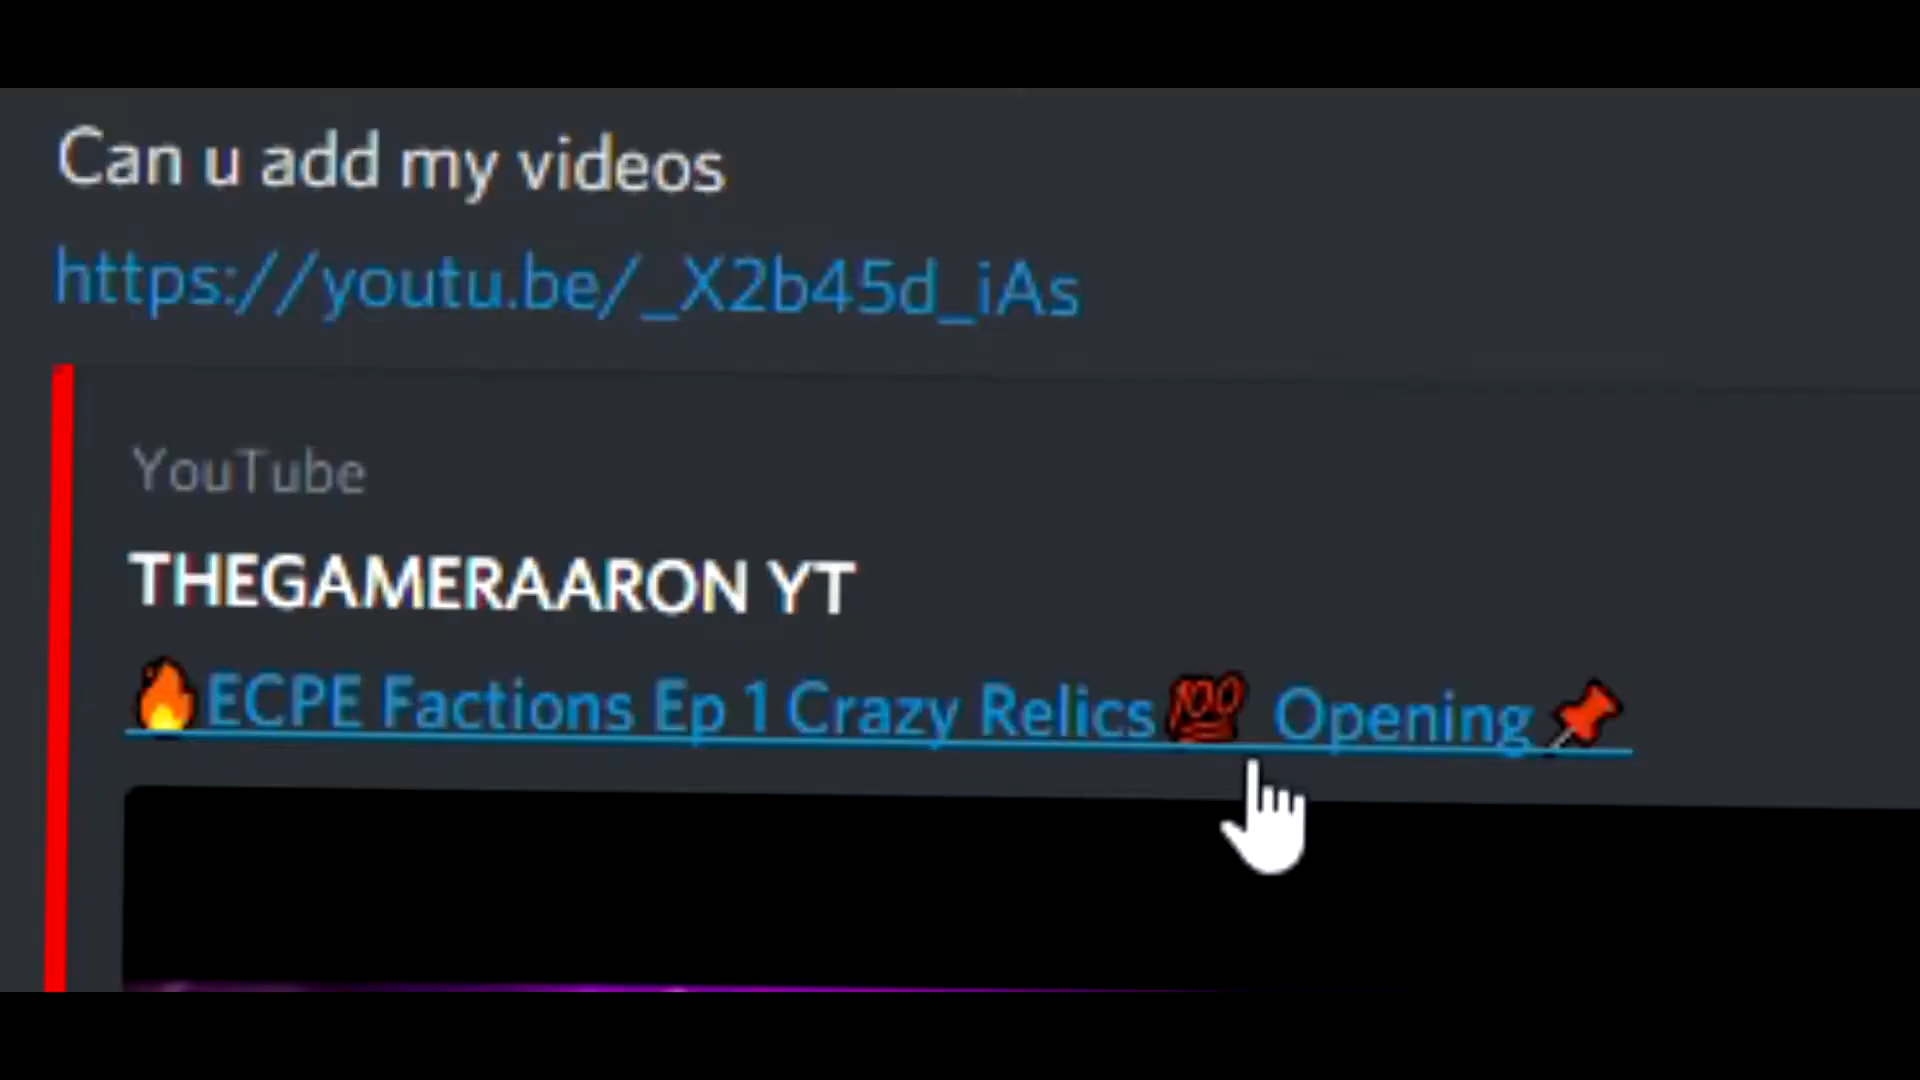 Can u add my videos
https://youtu.be/_X2b45d_iAs
YouTube
THEGAMERAARON YT
🔥ECPE Factions Ep 1 Crazy Relics💯 Opening📌